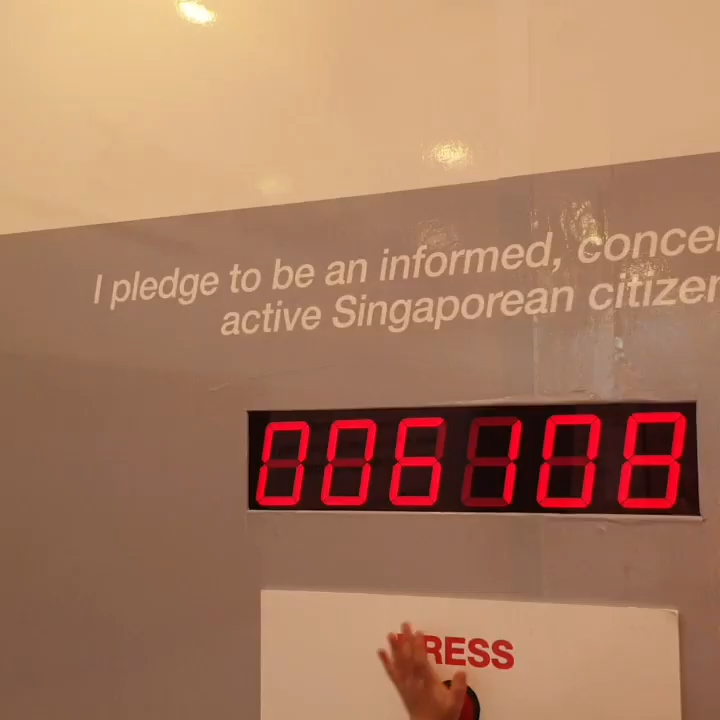 I pledge to be an informed,
active Singaporean
006108